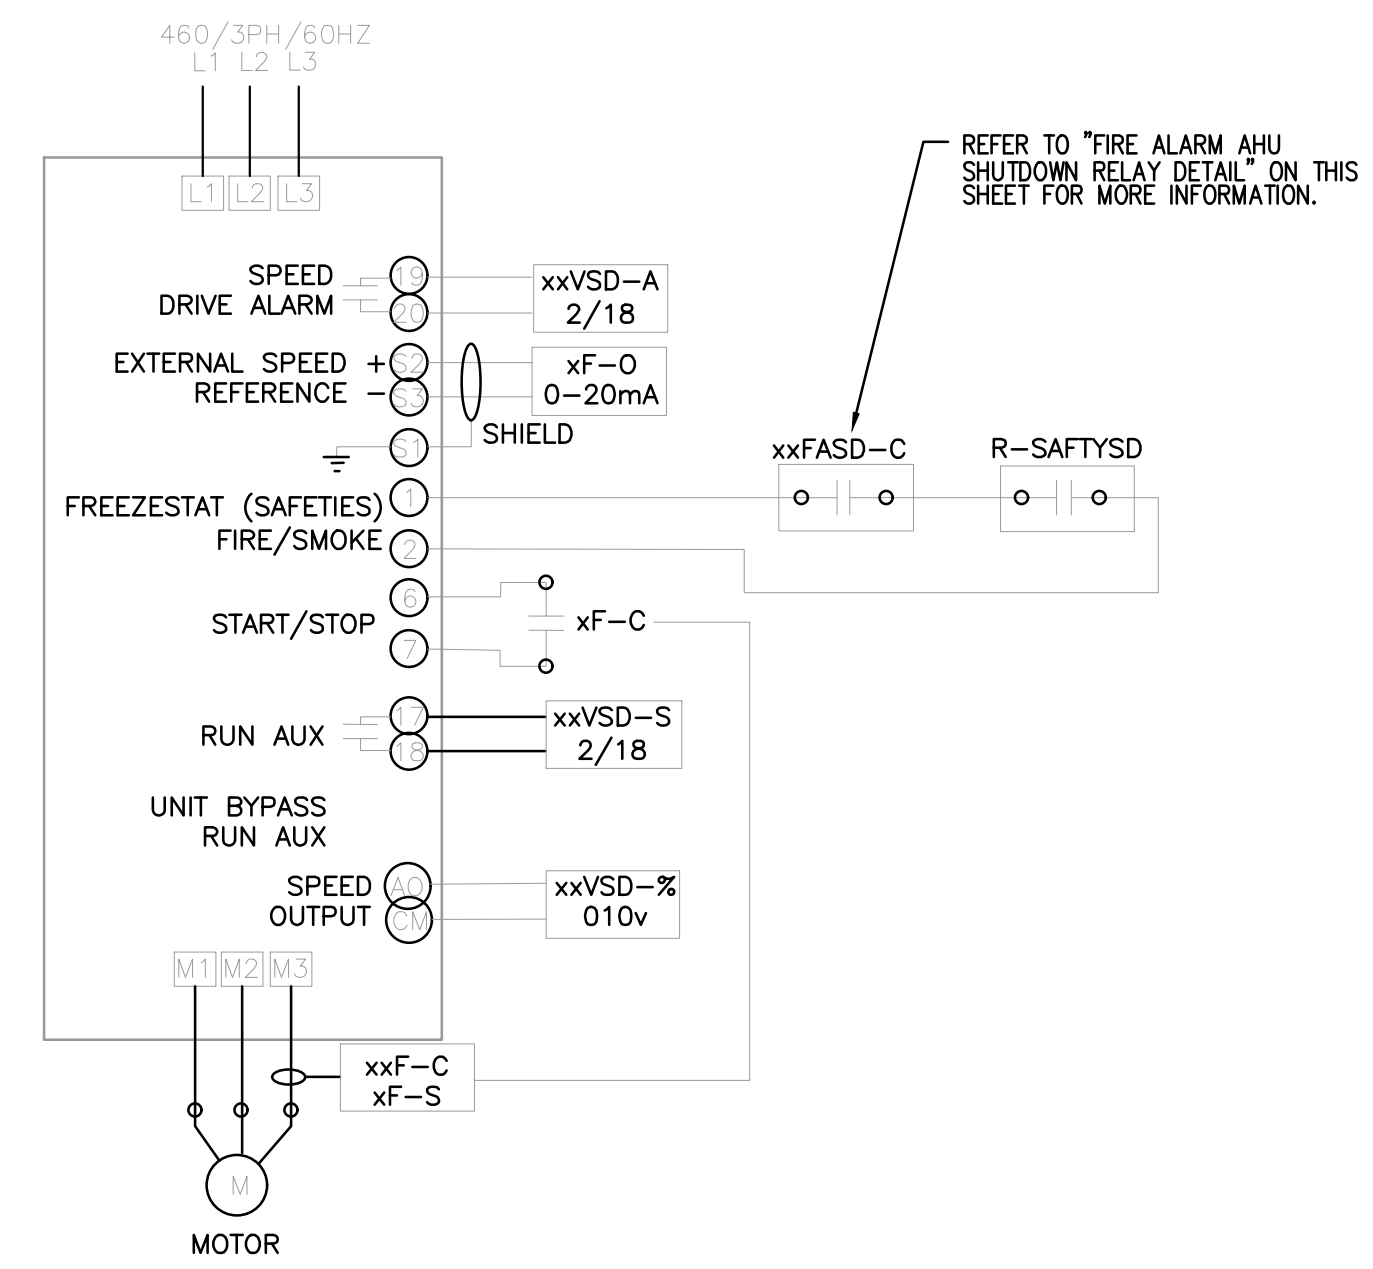 460/3PH/60HZ
L1 L2 L3
L1 L2 L3
REFER TO "FIRE ALARM AHU
SHUTDOWN RELAY DETAIL" ON THIS
SHEET FOR MORE INFORMATION.
SPEED
DRIVE ALARM
19
20
xxVSD-A
2/18
EXTERNAL SPEED +
REFERENCE -
S2
S3
xF-O
0-20mA
SHIELD
S1
xxFASD-C
R-SAFTYSD
FREEZESTAT (SAFETIES)
1
FIRE/SMOKE
2
6
START/STOP
7
xF-C
RUN AUX
17
18
xxVSD-S
2/18
UNIT BYPASS
RUN AUX
SPEED
OUTPUT
AO
CM
xxVSD-%
010v
M1 M2 M3
xxF-C
xF-S
M
MOTOR